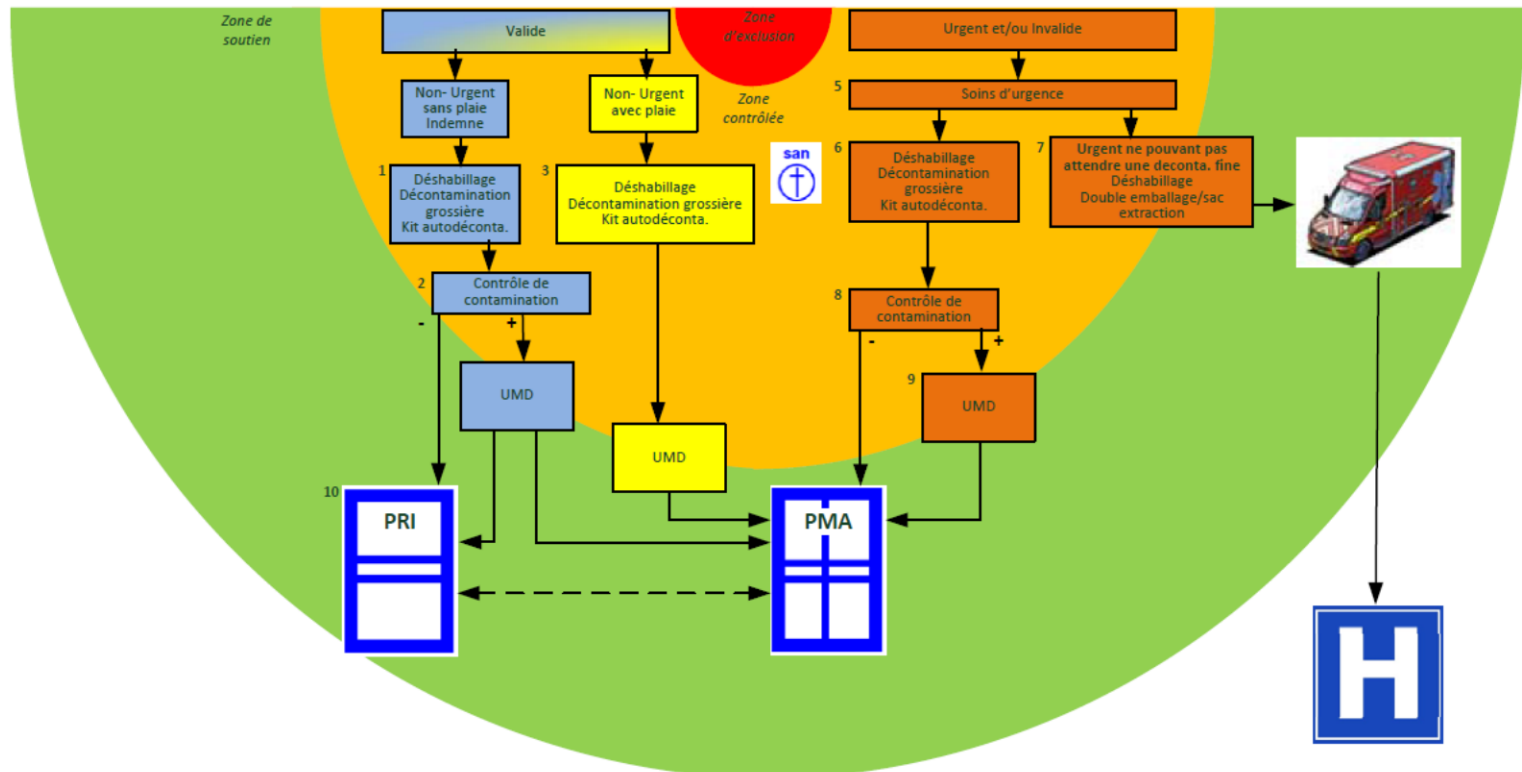 Zone de
soutien
Valide
Zone
d'exclusion
Urgent et/ou Invalide
Non- Urgent
sans plaie
Indemne
Non- Urgent
avec plaie
Zone
contrôlée
5
Soins d'urgence
1
Déshabillage
Décontamination
grossière
Kit autodéconta.
3
Déshabillage
Décontamination grossière
Kit autodéconta.
san
6
Déshabillage
Décontamination
grossière
Kit autodéconta.
7
Urgent ne pouvant pas
attendre une deconta. fine
Déshabillage
Double emballage/sac
extraction
2
Contrôle de
contamination
-
+
8
Contrôle de
contamination
-
+
UMD
UMD
9
UMD
10
PRI
PMA
H